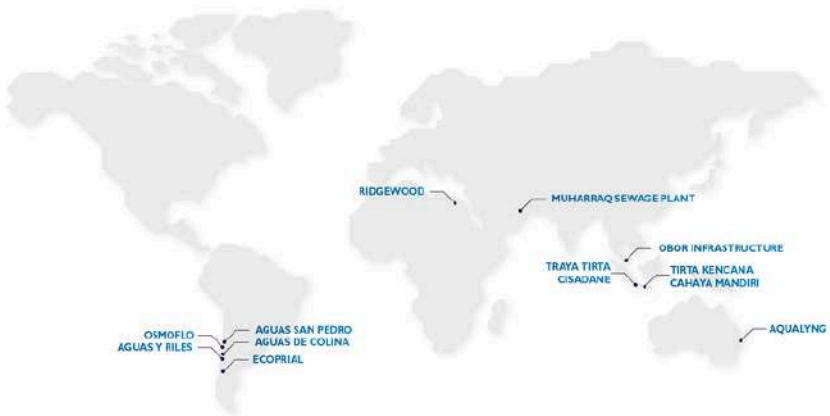 RIDGEWOOD
MUHARRAQ SEWAGE PLANT
OBOR INFRASTRUCTURE
TRAYA TIRTA
CISADANE
TIRTA KENCANA
CAHAYA MANDIRI
AQUALYNG
OSMOFLO
AGUAS Y RILES
AGUAS SAN PEDRO
AGUAS DE COLINA
ECOPRIAL